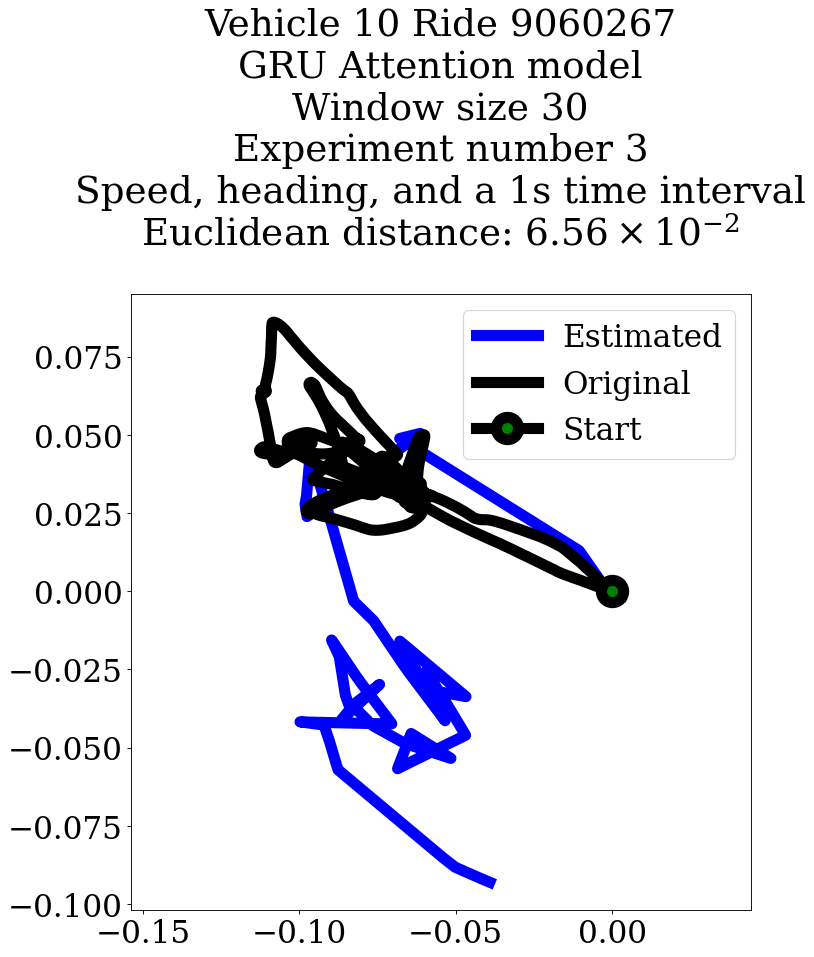 Vehicle 10 Ride 9060267
GRU Attention model
Window size 30
Experiment number 3
Speed, heading, and a 1s time interval
Euclidean distance: 6.56 × 10⁻²
Estimated
Original
Start
0.075
0.050
0.025
0.000
−0.025
−0.050
−0.075
−0.100
−0.15 −0.10 −0.05 0.00